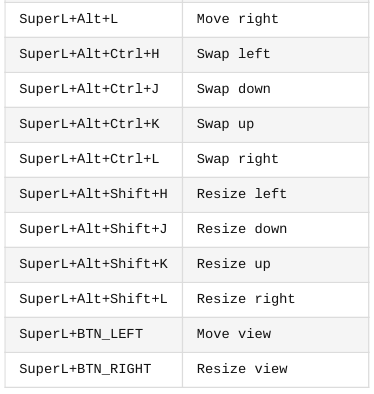 SuperL+Alt+L Move right
SuperL+Alt+Ctrl+H Swap left
SuperL+Alt+Ctrl+J Swap down
SuperL+Alt+Ctrl+K Swap up
SuperL+Alt+Ctrl+L Swap right
SuperL+Alt+Shift+H Resize left
SuperL+Alt+Shift+J Resize down
SuperL+Alt+Shift+K Resize up
SuperL+Alt+Shift+L Resize right
SuperL+BTN_LEFT Move view
SuperL+BTN_RIGHT Resize view